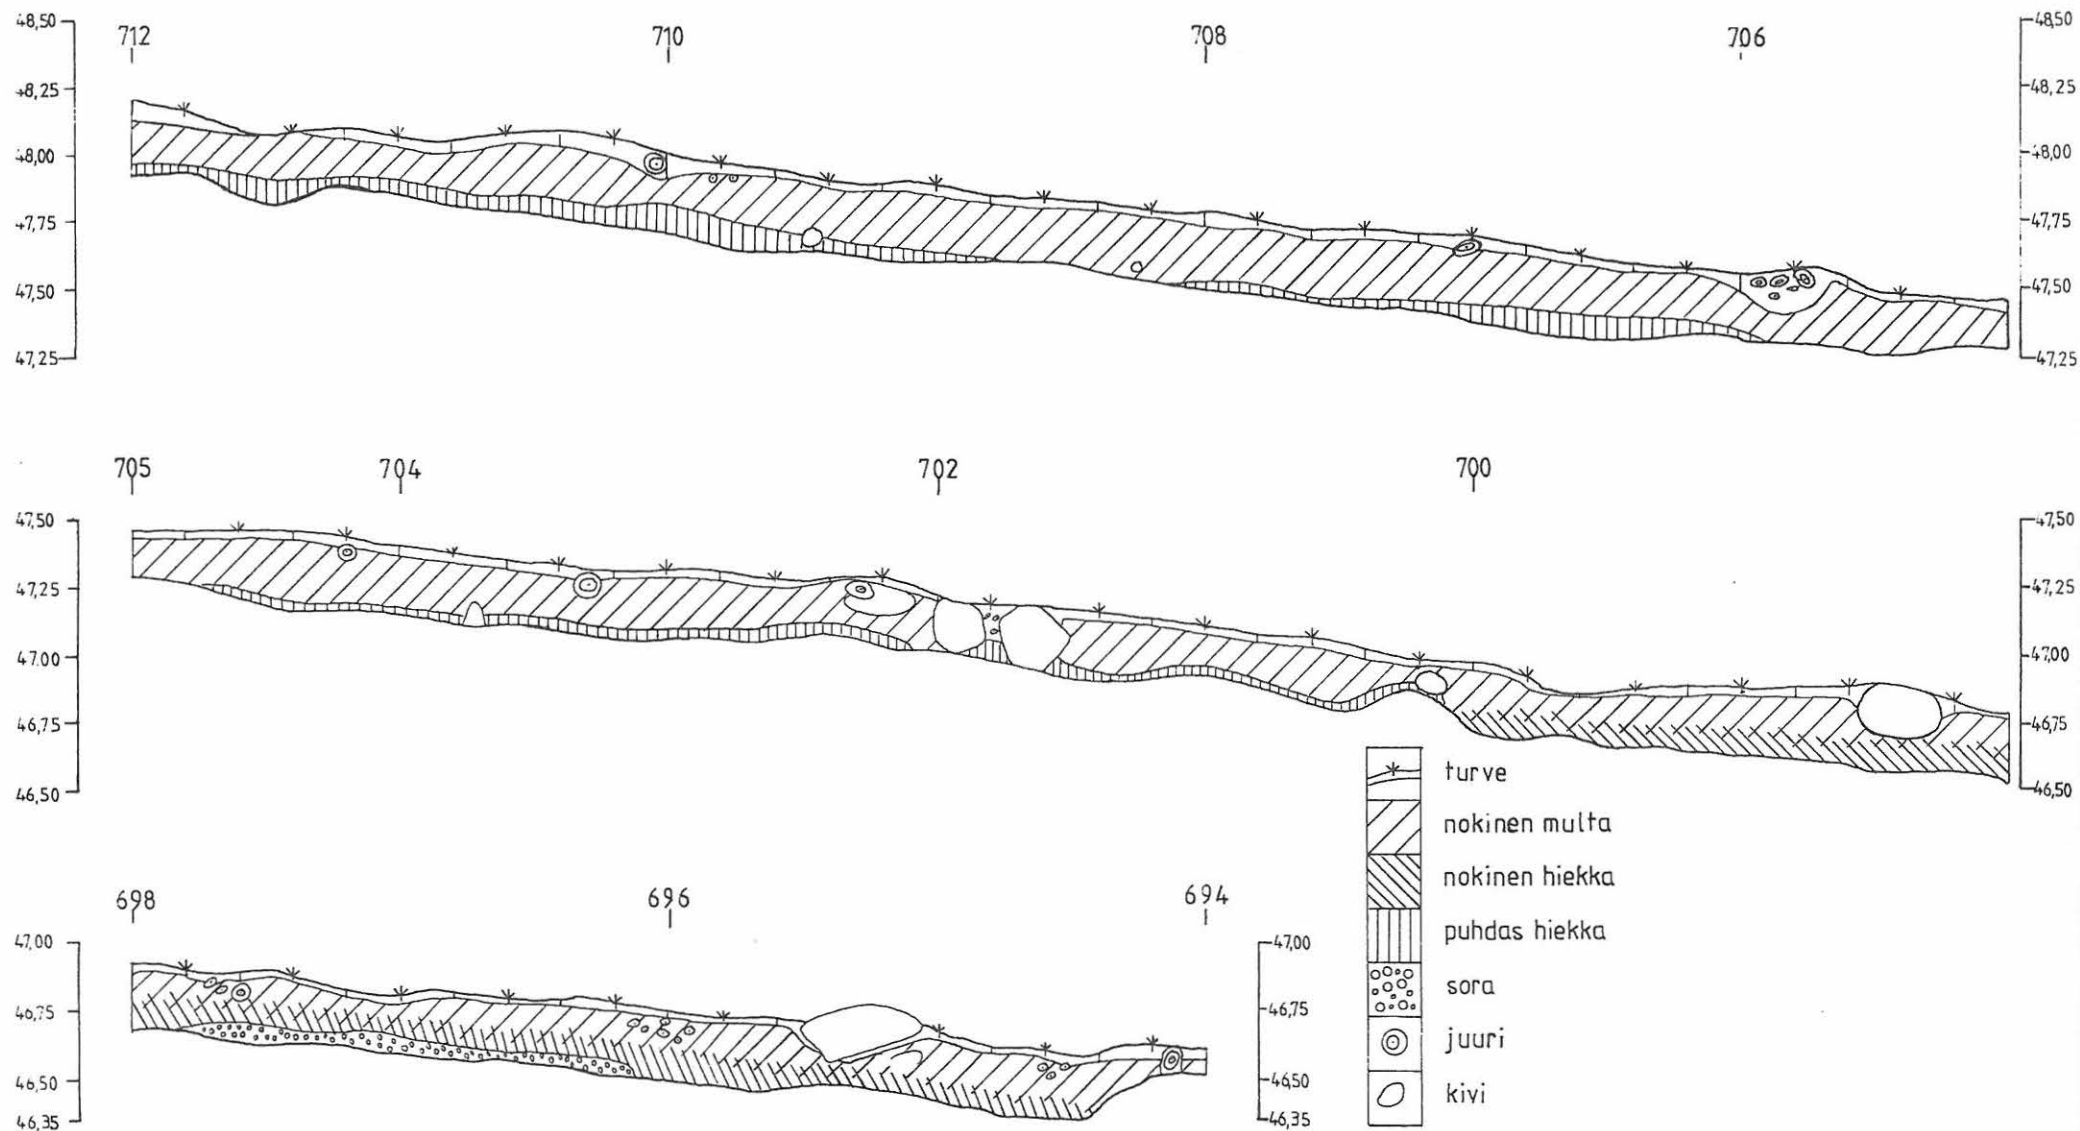 712 710 708 706
48,50 48,50
48,25 48,25
48,00 48,00
47,75 47,75
47,50 47,50
47,25 47,25
705 704 702 700
47,50 47,50
47,25 47,25
47,00 47,00
46,75 46,75
46,50 46,50
turve
nokinen multa
nokinen hiekka
puhdas hiekka
sora
juuri
kivi
698 696 694
47,00 47,00
46,75 46,75
46,50 46,50
46,35 46,35